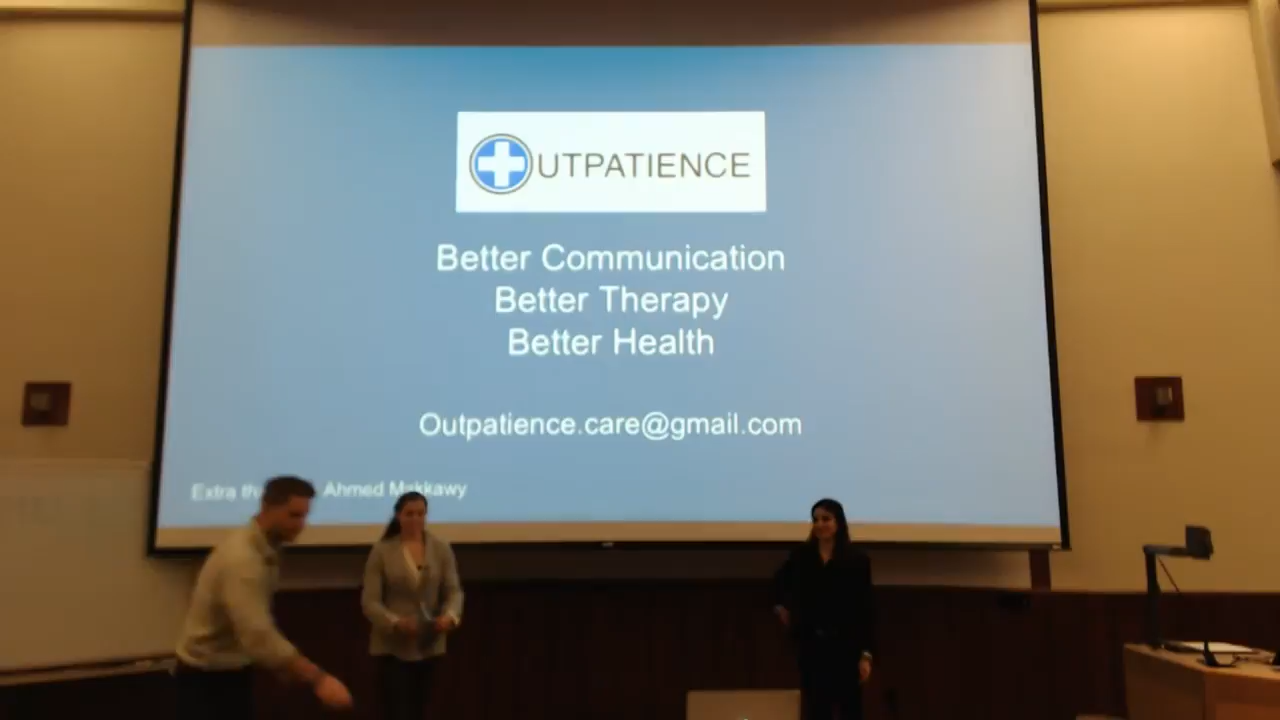 OUTPATIENCE
Better Communication
Better Therapy
Better Health
Outpatience.care@gmail.com
Extra Ahmed Makkawy